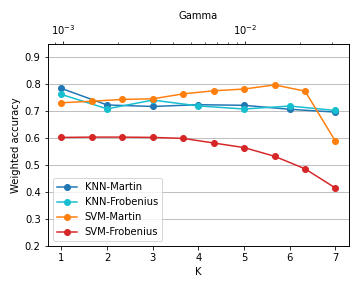 Gamma
10⁻³ 10⁻²
0.9
0.8
0.7
0.6
0.5
0.4
0.3
0.2
Weighted accuracy
KNN-Martin
KNN-Frobenius
SVM-Martin
SVM-Frobenius
1 2 3 4 5 6 7
K